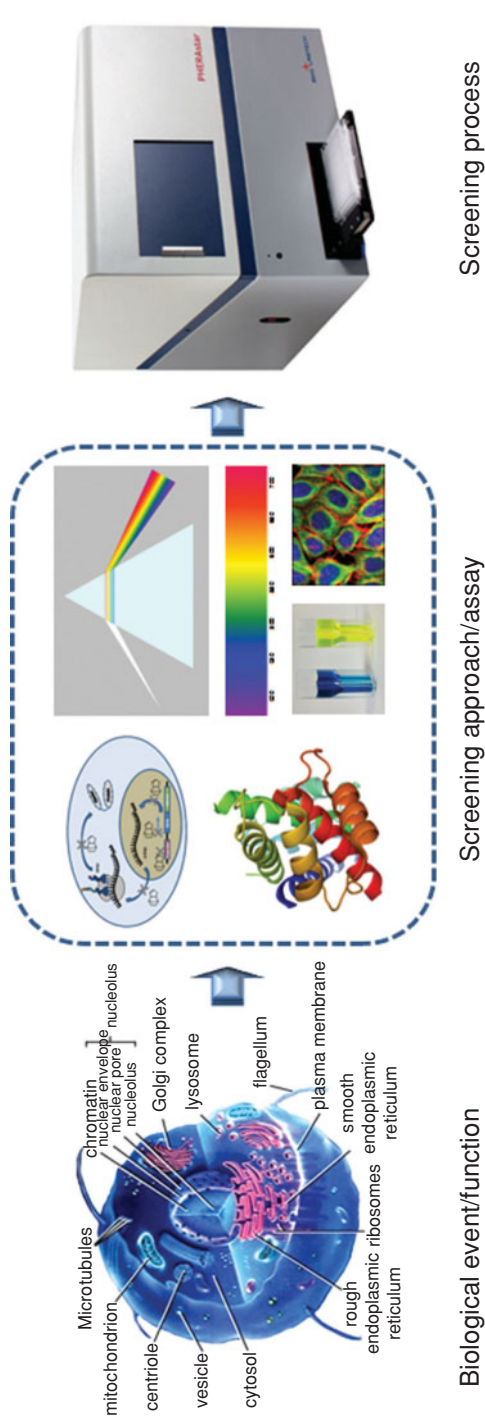 Microtubules
mitochondrion
centriole
vesicle
cytosol
chromatin
nuclear envelope
nuclear pore
nucleolus
nucleolus
Golgi complex
lysosome
flagellum
plasma membrane
smooth
endoplasmic
reticulum
ribosomes
rough
endoplasmic
reticulum
PHERAstar
Biological event/function
Screening approach/assay
Screening process